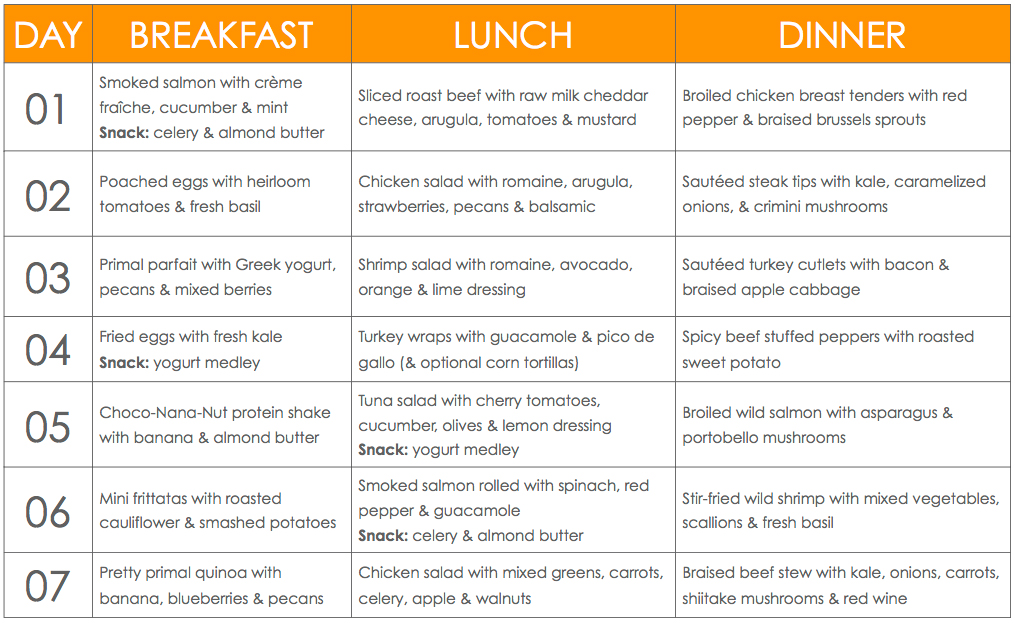 DAY BREAKFAST LUNCH DINNER
01
Smoked salmon with crème
fraîche, cucumber & mint
Snack: celery & almond butter
Sliced roast beef with raw milk cheddar
cheese, arugula, tomatoes & mustard
Broiled chicken breast tenders with red
pepper & braised brussels sprouts
02
Poached eggs with heirloom
tomatoes & fresh basil
Chicken salad with romaine, arugula,
strawberries, pecans & balsamic
Sautéed steak tips with kale, caramelized
onions, & crimini mushrooms
03
Primal parfait with Greek yogurt,
pecans & mixed berries
Shrimp salad with romaine, avocado,
orange & lime dressing
Sautéed turkey cutlets with bacon &
braised apple cabbage
04
Fried eggs with fresh kale
Snack: yogurt medley
Turkey wraps with guacamole & pico de
gallo (& optional corn tortillas)
Spicy beef stuffed peppers with roasted
sweet potato
05
Choco-Nana-Nut protein shake
with banana & almond butter
Tuna salad with cherry tomatoes,
cucumber, olives & lemon dressing
Snack: yogurt medley
Broiled wild salmon with asparagus &
portobello mushrooms
06
Mini frittatas with roasted
cauliflower & smashed potatoes
Smoked salmon rolled with spinach, red
pepper & guacamole
Snack: celery & almond butter
Stir-fried wild shrimp with mixed vegetables,
scallions & fresh basil
07
Pretty primal quinoa with
banana, blueberries & pecans
Chicken salad with mixed greens, carrots,
celery, apple & walnuts
Braised beef stew with kale, onions, carrots,
shiitake mushrooms & red wine